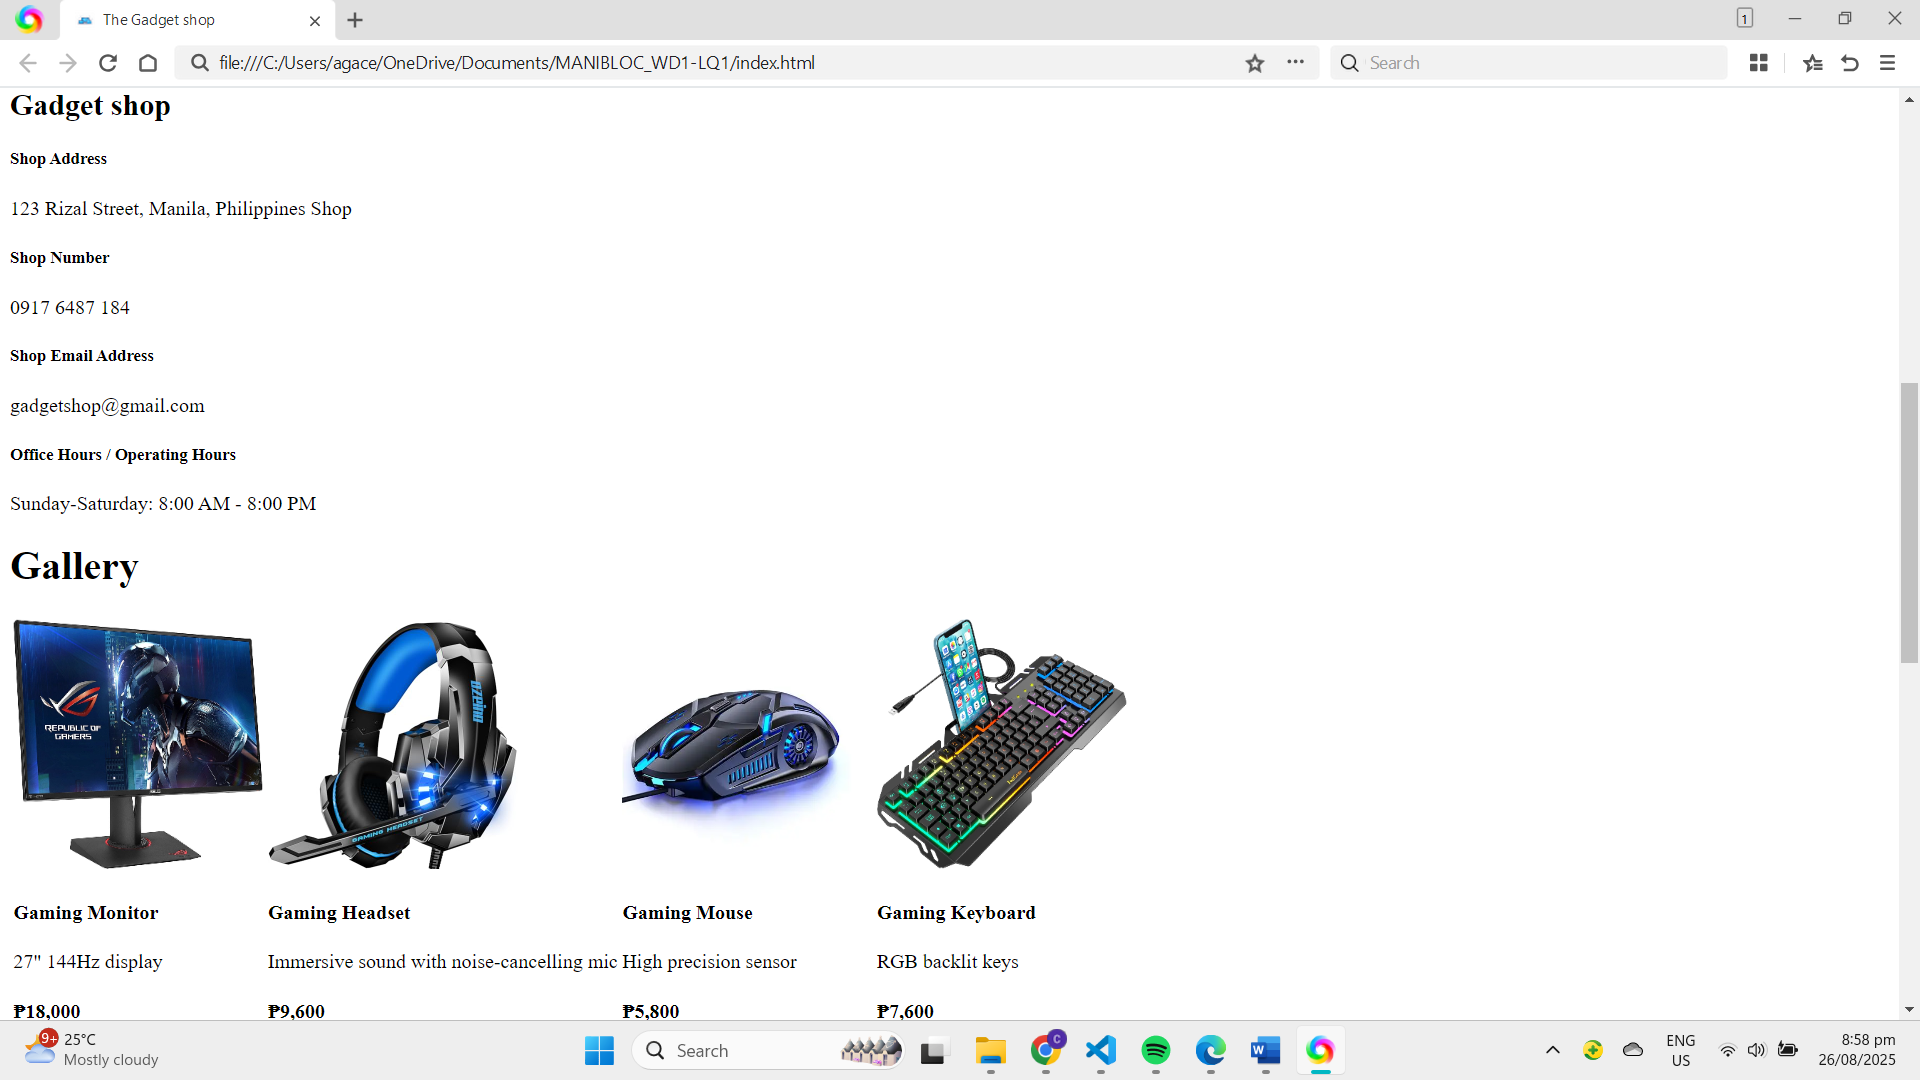 The Gadget shop
1
file:///C:/Users/agace/OneDrive/Documents/MANIBLOC_WD1-LQ1/index.html
Search
Gadget shop
Shop Address
123 Rizal Street, Manila, Philippines Shop
Shop Number
0917 6487 184
Shop Email Address
gadgetshop@gmail.com
Office Hours / Operating Hours
Sunday-Saturday: 8:00 AM - 8:00 PM
Gallery
REPUBLIC OF
GAMERS
GAMING HEADSET
Gaming Monitor Gaming Headset Gaming Mouse Gaming Keyboard
27" 144Hz display Immersive sound with noise-cancelling mic High precision sensor RGB backlit keys
₱18,000 ₱9,600 ₱5,800 ₱7,600
9+
25°C
Mostly cloudy
Search
C
W
ENG
US
8:58 pm
26/08/2025